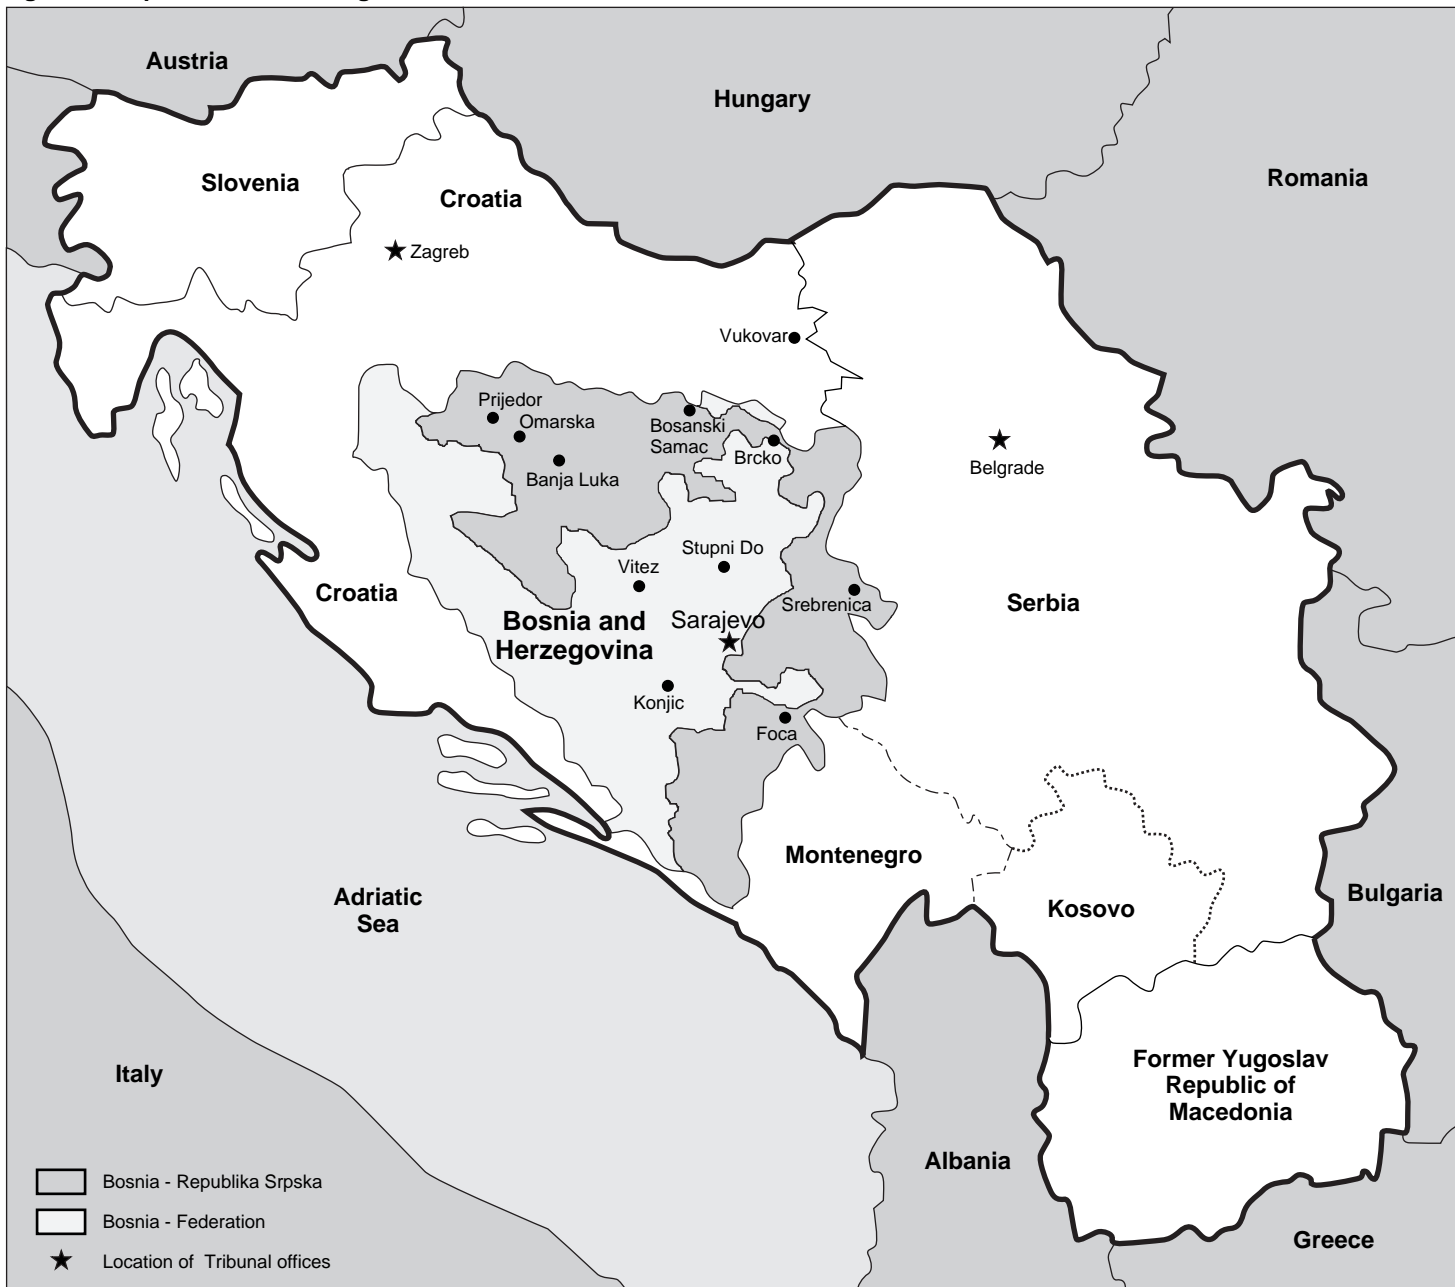 Austria
Hungary
Romania
Slovenia
Croatia
Zagreb
Vukovar
Prijedor
Omarska
Banja Luka
Bosanski
Samac
Brcko
Belgrade
Stupni Do
Vitez
Srebrenica
Croatia
Serbia
Bosnia and
Herzegovina
Sarajevo
Konjic
Foca
Montenegro
Kosovo
Bulgaria
Adriatic
Sea
Italy
Former Yugoslav
Republic of
Macedonia
Albania
Greece
Bosnia - Republika Srpska
Bosnia - Federation
Location of Tribunal offices